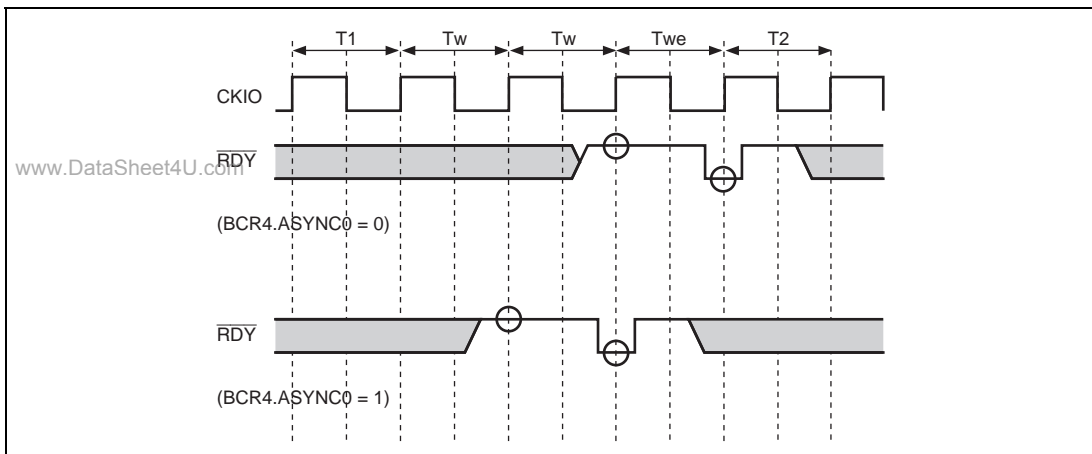 T1 Tw Tw Twe T2
CKIO
RDY
www.DataSheet4U.com
(BCR4.ASYNC0 = 0)
RDY
(BCR4.ASYNC0 = 1)